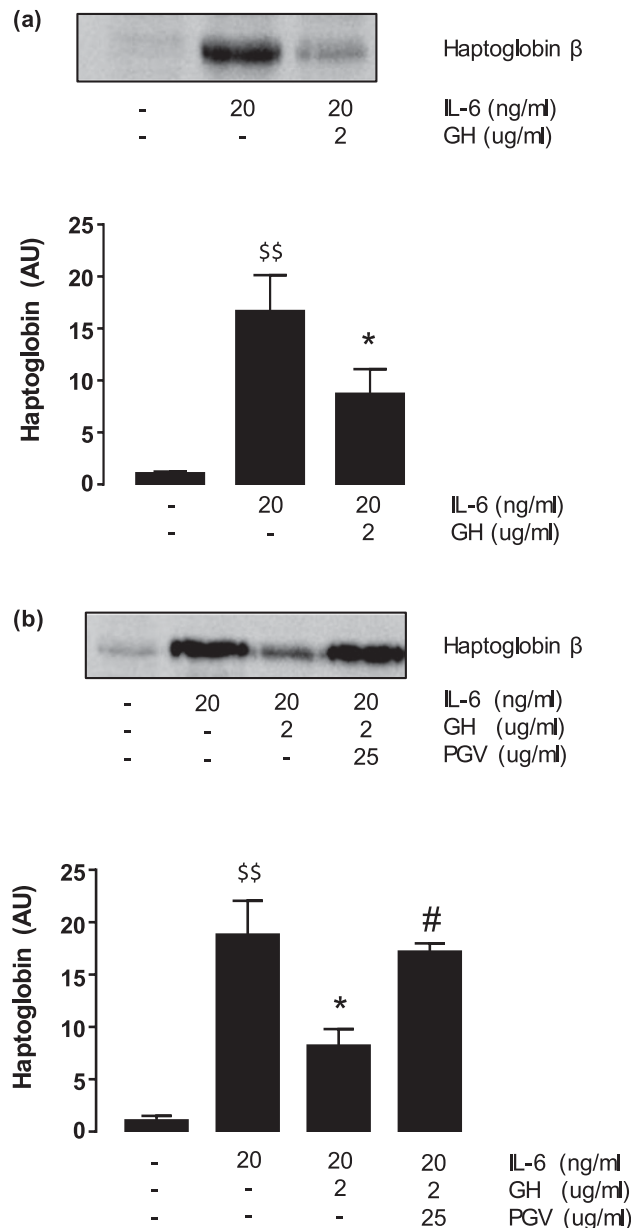 (a)
Haptoglobin β
- 20 20 IL-6 (ng/ml)
- - 2 GH (ug/ml)
Haptoglobin (AU)
25
20
15
10
5
0
$$
*
- 20 20 IL-6 (ng/ml)
- - 2 GH (ug/ml)
(b)
Haptoglobin β
- 20 20 20 IL-6 (ng/ml)
- - 2 2 GH (ug/ml)
- - - 25 PGV (ug/ml)
Haptoglobin (AU)
25
20
15
10
5
0
$$
*
#
- 20 20 20 IL-6 (ng/ml
- - 2 2 GH (ug/ml)
- - - 25 PGV (ug/ml)